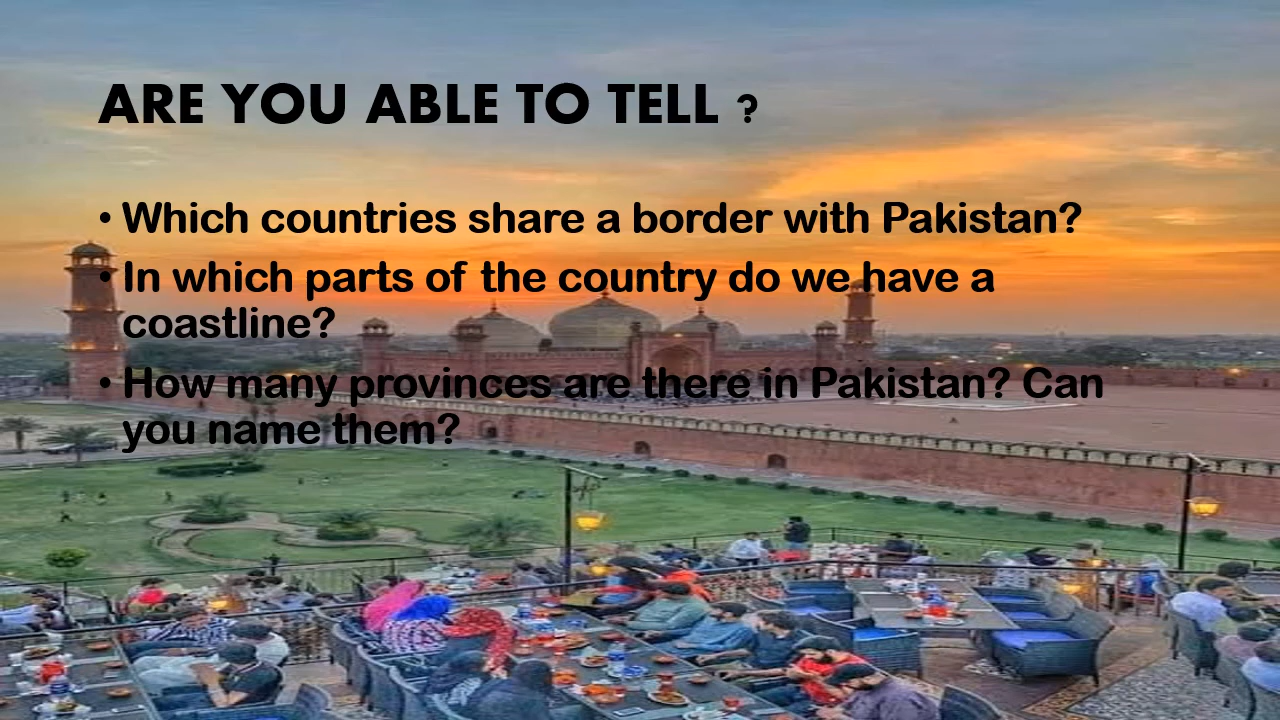 ARE YOU ABLE TO TELL ?
• Which countries share a border with Pakistan?
• In which parts of the country do we have a
coastline?
• How many provinces are there in Pakistan? Can
you name them?